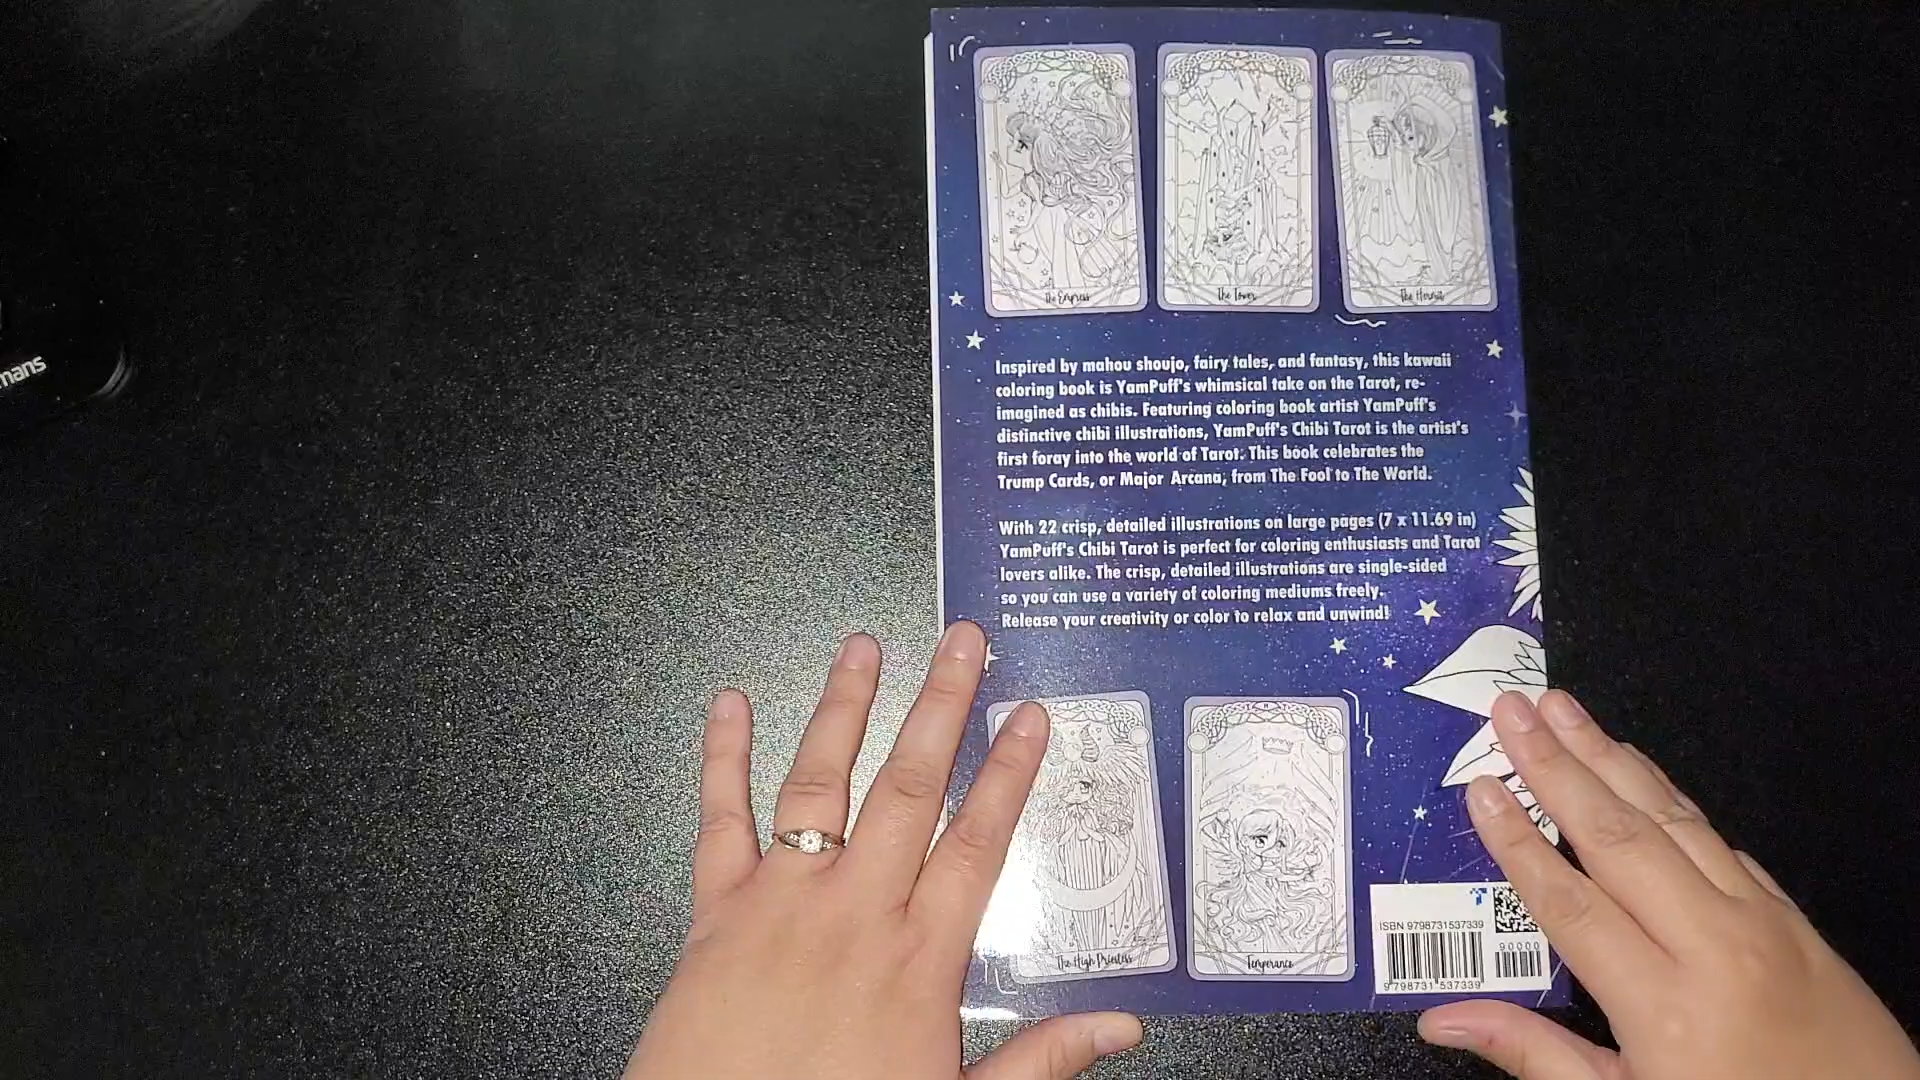 mans
The Empress
The Tower
The Hermit
Inspired by mahou shoujo, fairy tales, and fantasy, this kawaii
coloring book is YamPuff's whimsical take on the Tarot, re-
imagined as chibis. Featuring coloring book artist YamPuff's
distinctive chibi illustrations, YamPuff's Chibi Tarot is the artist's
first foray into the world of Tarot. This book celebrates the
Trump Cards, or Major Arcana, from The Fool to The World.
With 22 crisp, detailed illustrations on large pages (7 x 11.69 in)
YamPuff's Chibi Tarot is perfect for coloring enthusiasts and Tarot
lovers alike. The crisp, detailed illustrations are single-sided
so you can use a variety of coloring mediums freely.
Release your creativity or color to relax and unwind!
The High Priestess
Temperance
ISBN 9798731537339
90000
9 798731 537339